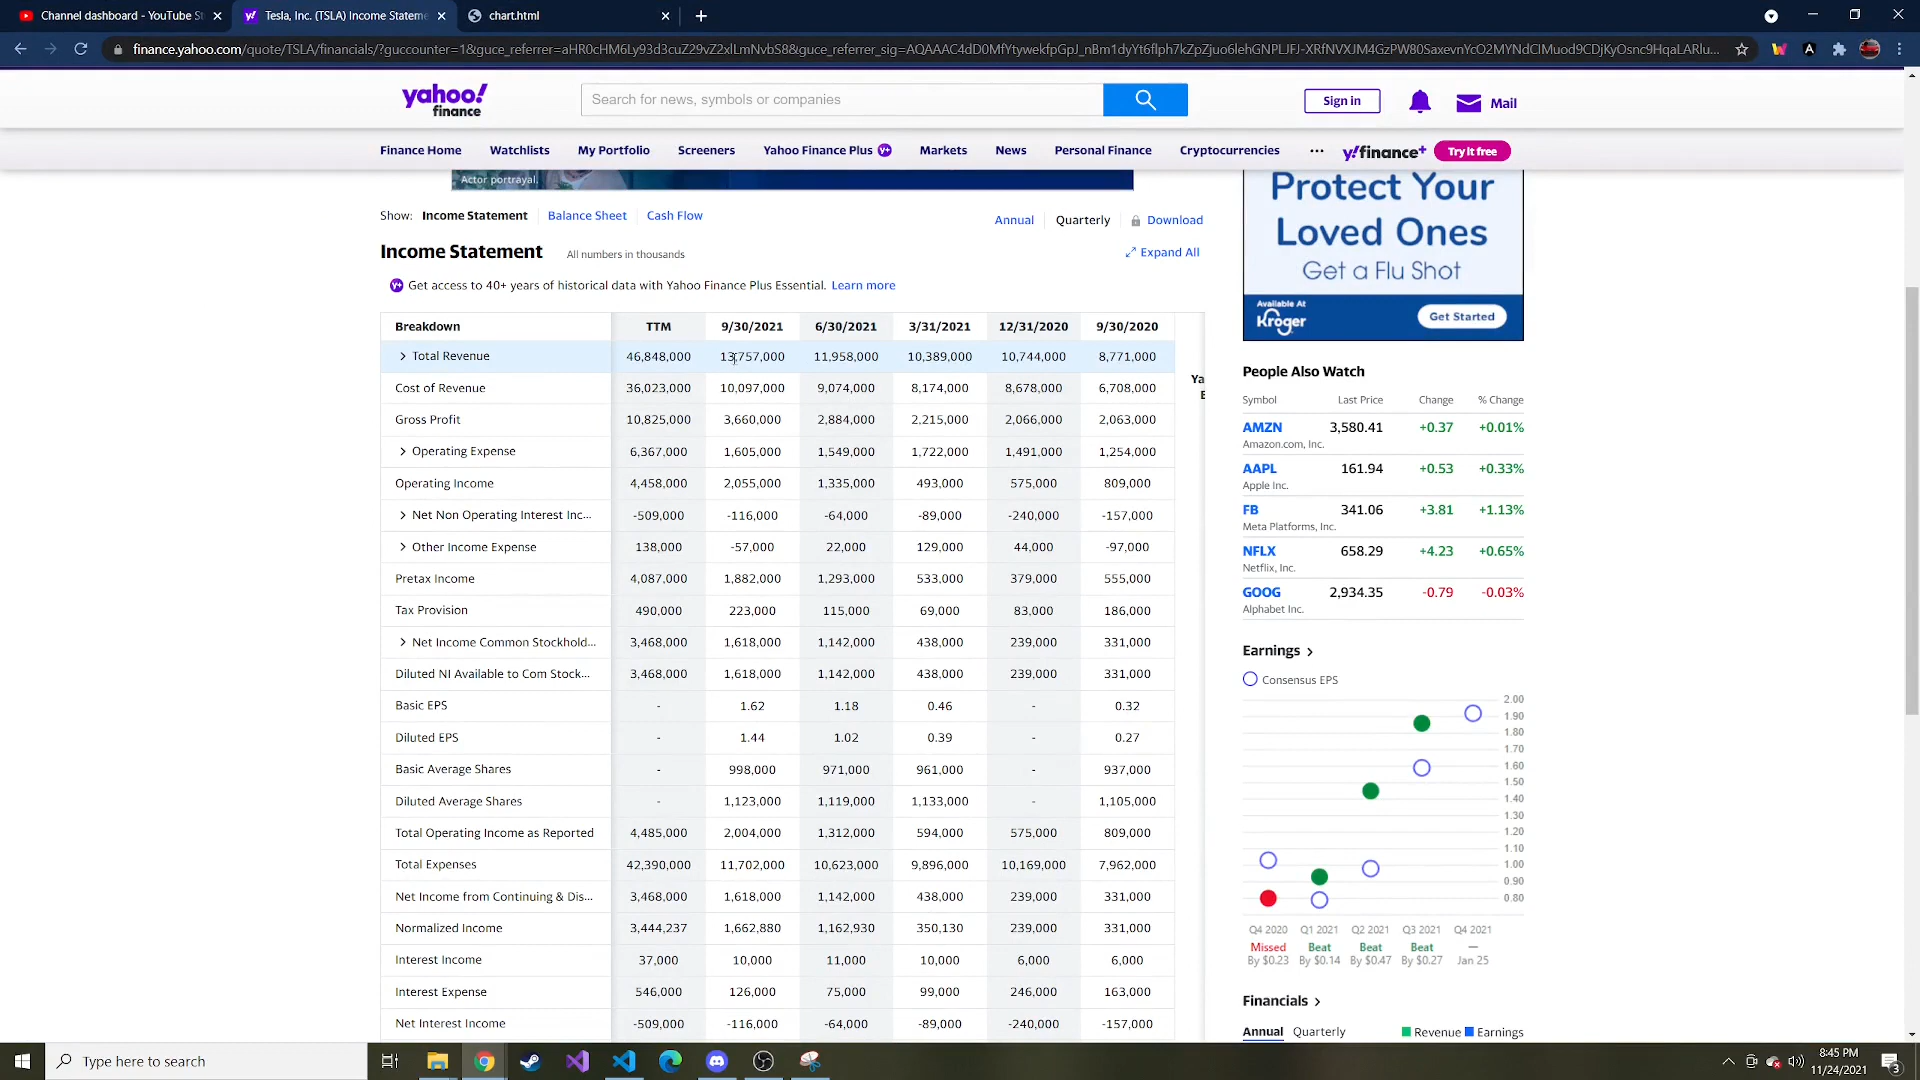 Channel dashboard - YouTube St
Tesla, Inc. (TSLA) Income Stateme
chart.html
yahoo!
finance
Search for news, symbols or companies
Sign in
Mail
Finance Home
Watchlists
My Portfolio
Screeners
Yahoo Finance Plus
Markets
News
Personal Finance
Cryptocurrencies
...
y!finance+
Try it free
Actor portrayal.
Show: Income Statement Balance Sheet Cash Flow
Annual Quarterly Download
Income Statement All numbers in thousands
Expand All
Get access to 40+ years of historical data with Yahoo Finance Plus Essential. Learn more
Breakdown TTM 9/30/2021 6/30/2021 3/31/2021 12/31/2020 9/30/2020
Total Revenue 46,848,000 13,757,000 11,958,000 10,389,000 10,744,000 8,771,000
Cost of Revenue 36,023,000 10,097,000 9,074,000 8,174,000 8,678,000 6,708,000
Gross Profit 10,825,000 3,660,000 2,884,000 2,215,000 2,066,000 2,063,000
Operating Expense 6,367,000 1,605,000 1,549,000 1,722,000 1,491,000 1,254,000
Operating Income 4,458,000 2,055,000 1,335,000 493,000 575,000 809,000
Net Non Operating Interest Inc... -509,000 -116,000 -64,000 -89,000 -240,000 -157,000
Other Income Expense 138,000 -57,000 22,000 129,000 44,000 -97,000
Pretax Income 4,087,000 1,882,000 1,293,000 533,000 379,000 555,000
Tax Provision 490,000 223,000 115,000 69,000 83,000 186,000
Net Income Common Stockhold... 3,468,000 1,618,000 1,142,000 438,000 239,000 331,000
Diluted NI Available to Com Stock... 3,468,000 1,618,000 1,142,000 438,000 239,000 331,000
Basic EPS - 1.62 1.18 0.46 - 0.32
Diluted EPS - 1.44 1.02 0.39 - 0.27
Basic Average Shares - 998,000 971,000 961,000 - 937,000
Diluted Average Shares - 1,123,000 1,119,000 1,133,000 - 1,105,000
Total Operating Income as Reported 4,485,000 2,004,000 1,312,000 594,000 575,000 809,000
Total Expenses 42,390,000 11,702,000 10,623,000 9,896,000 10,169,000 7,962,000
Net Income from Continuing & Dis... 3,468,000 1,618,000 1,142,000 438,000 239,000 331,000
Normalized Income 3,444,237 1,662,880 1,162,930 350,130 239,000 331,000
Interest Income 37,000 10,000 11,000 10,000 6,000 6,000
Interest Expense 546,000 126,000 75,000 99,000 246,000 163,000
Net Interest Income -509,000 -116,000 -64,000 -89,000 -240,000 -157,000
Ya
E
Protect Your
Loved Ones
Get a Flu Shot
Available At
Kroger
Get Started
People Also Watch
Symbol Last Price Change % Change
AMZN 3,580.41 +0.37 +0.01%
Amazon.com, Inc.
AAPL 161.94 +0.53 +0.33%
Apple Inc.
FB 341.06 +3.81 +1.13%
Meta Platforms, Inc.
NFLX 658.29 +4.23 +0.65%
Netflix, Inc.
GOOG 2,934.35 -0.79 -0.03%
Alphabet Inc.
Earnings
Consensus EPS
2.00
1.90
1.80
1.70
1.60
1.50
1.40
1.30
1.20
1.10
1.00
0.90
0.80
Q4 2020 Q1 2021 Q2 2021 Q3 2021 Q4 2021
Missed Beat Beat Beat —
By $0.23 By $0.14 By $0.47 By $0.27 Jan 25
Financials
Annual Quarterly Revenue Earnings
Type here to search
8:45 PM
11/24/2021
3